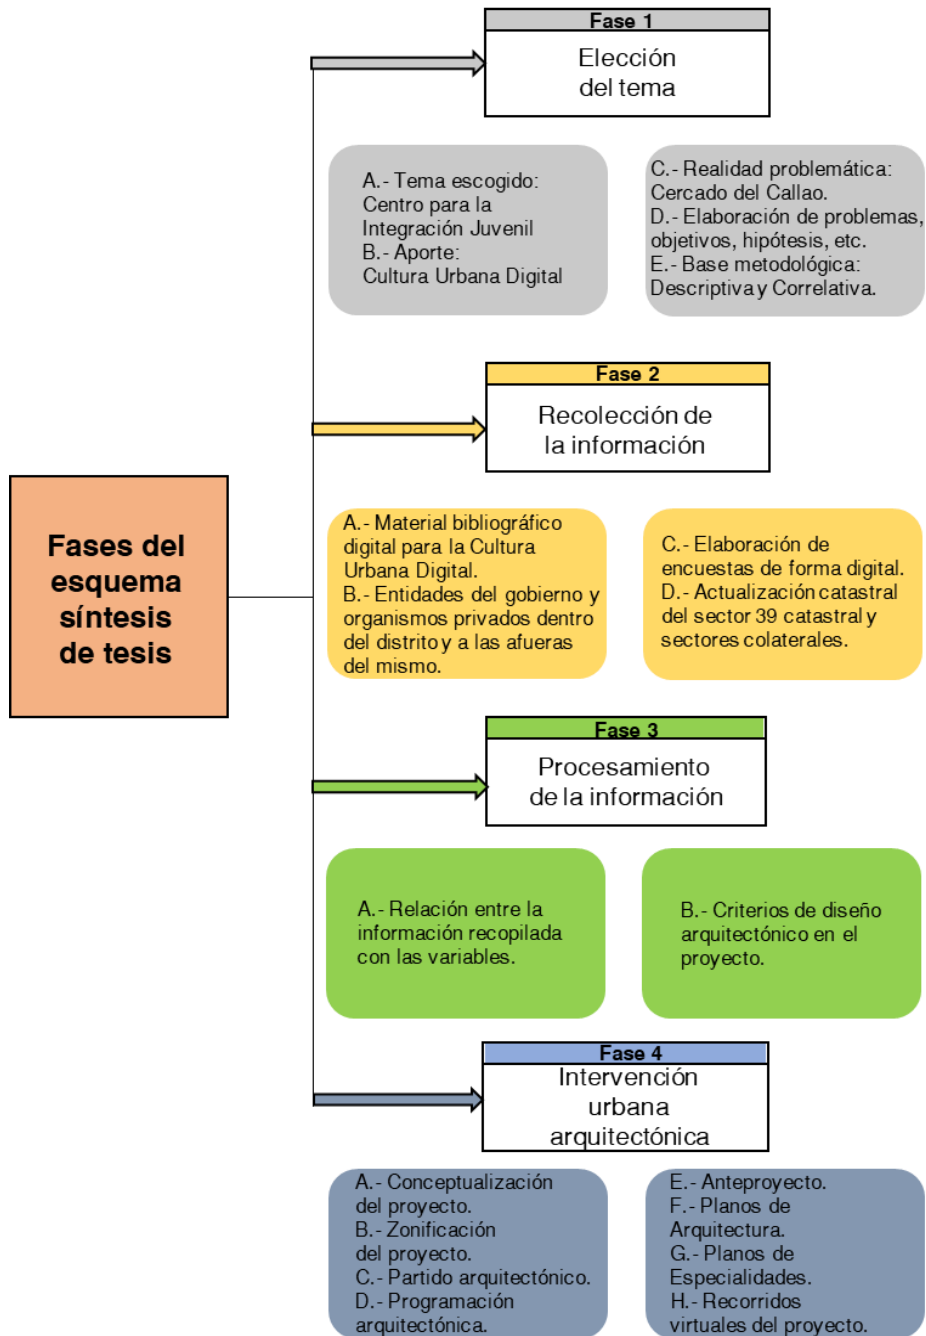 Fase 1
Elección
del tema
A.- Tema escogido:
Centro para la
Integración Juvenil
B.- Aporte:
Cultura Urbana Digital
C.- Realidad problemática:
Cercado del Callao.
D.- Elaboración de problemas,
objetivos, hipótesis, etc.
E.- Base metodológica:
Descriptiva y Correlativa.
Fase 2
Recolección de
la información
Fases del
esquema
síntesis
de tesis
A.- Material bibliográfico
digital para la Cultura
Urbana Digital.
B.- Entidades del gobierno y
organismos privados dentro
del distrito y a las afueras
del mismo.
C.- Elaboración de
encuestas de forma digital.
D.- Actualización catastral
del sector 39 catastral y
sectores colaterales.
Fase 3
Procesamiento
de la información
A.- Relación entre la
información recopilada
con las variables.
B.- Criterios de diseño
arquitectónico en el
proyecto.
Fase 4
Intervención
urbana
arquitectónica
A.- Conceptualización
del proyecto.
B.- Zonificación
del proyecto.
C.- Partido arquitectónico.
D.- Programación
arquitectónica.
E.- Anteproyecto.
F.- Planos de
Arquitectura.
G.- Planos de
Especialidades.
H.- Recorridos
virtuales del proyecto.